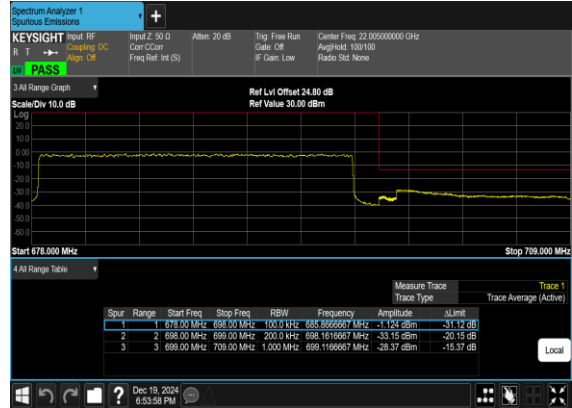 Spectrum Analyzer 1
Spurious Emissions
KEYSIGHT Input: RF Input Z: 50 Ω Atten: 20 dB Trig: Free Run Center Freq: 22.005000000 GHz
R T Coupling: DC Corr CCorr Gate: Off Avg|Hold: 100/100
Align: Off Freq Ref: Int (S) IF Gain: Low Radio Std: None
PASS
3 All Range Graph
Ref Lvl Offset 24.80 dB
Scale/Div 10.0 dB Ref Value 30.00 dBm
Log
20.0
10.0
0.00
-10.0
-20.0
-30.0
-40.0
-50.0
-60.0
Start 678.000 MHz Stop 709.000 MHz
4 All Range Table
Measure Trace Trace 1
Trace Type Trace Average (Active)
Spur Range Start Freq Stop Freq RBW Frequency Amplitude ΔLimit
1 1 678.00 MHz 698.00 MHz 100.0 kHz 685.8666667 MHz -1.124 dBm -31.12 dB
2 2 698.00 MHz 699.00 MHz 200.0 kHz 698.1616667 MHz -33.15 dBm -20.15 dB
3 3 699.00 MHz 709.00 MHz 1.000 MHz 699.1166667 MHz -28.37 dBm -15.37 dB
Local
Dec 19, 2024
6:53:58 PM